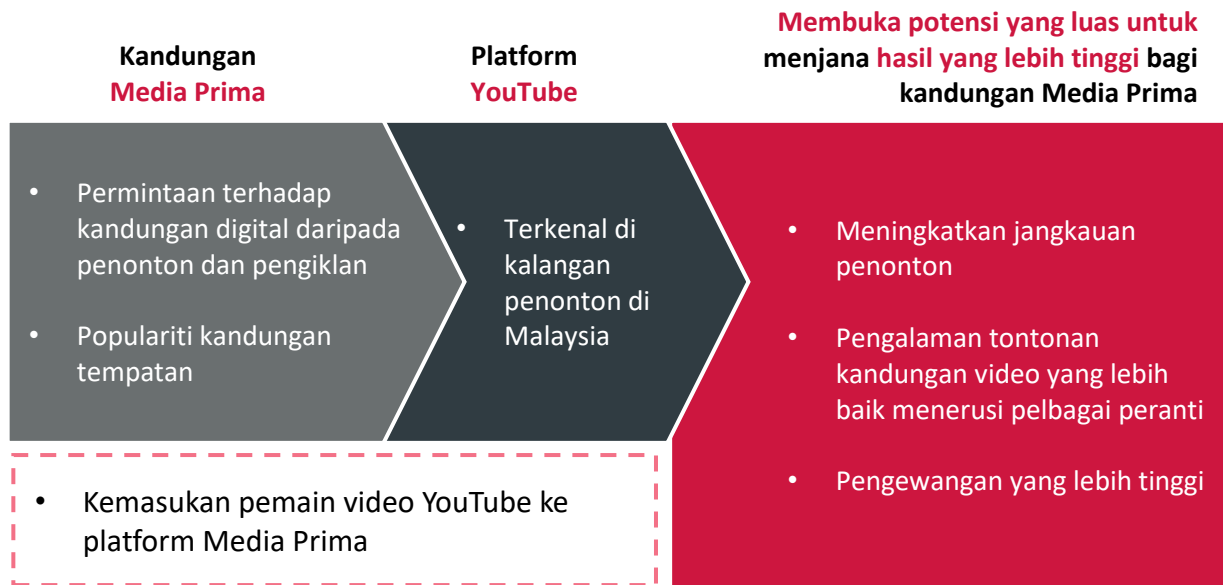 Kandungan
Media Prima
Platform
YouTube
Membuka potensi yang luas untuk
menjana hasil yang lebih tinggi bagi
kandungan Media Prima
• Permintaan terhadap
kandungan digital daripada
penonton dan pengiklan
• Populariti kandungan
tempatan
• Terkenal di
kalangan
penonton di
Malaysia
• Meningkatkan jangkauan
penonton
• Pengalaman tontonan
kandungan video yang lebih
baik menerusi pelbagai peranti
• Pengewangan yang lebih tinggi
• Kemasukan pemain video YouTube ke
platform Media Prima